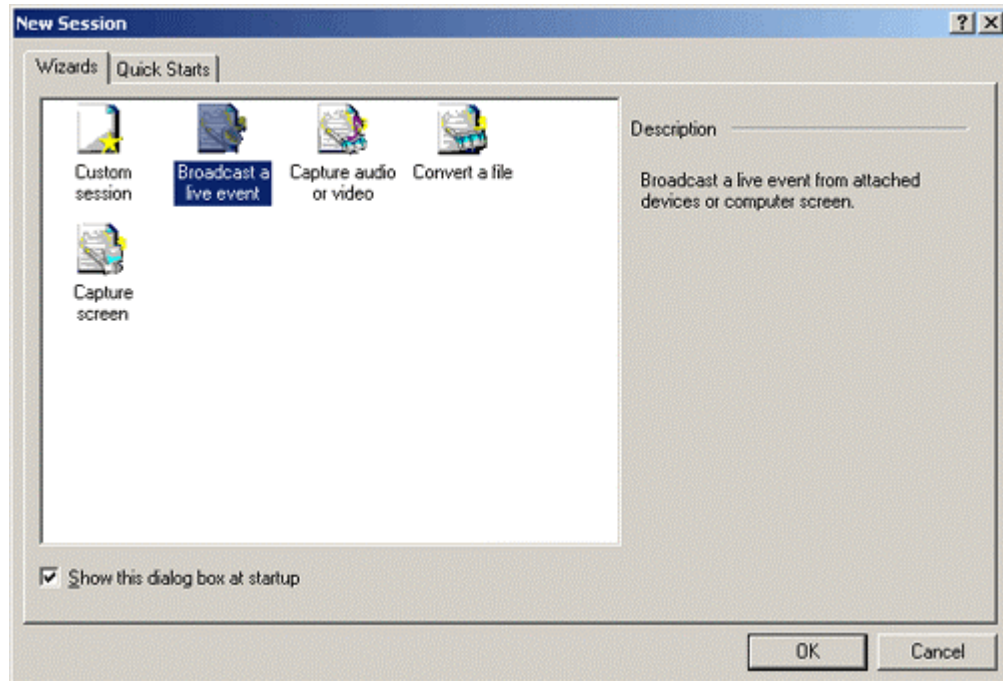 New Session
Wizards
Quick Starts
Custom
session
Broadcast a
live event
Capture audio
or video
Convert a file
Capture
screen
Description
Broadcast a live event from attached
devices or computer screen.
Show this dialog box at startup
OK
Cancel